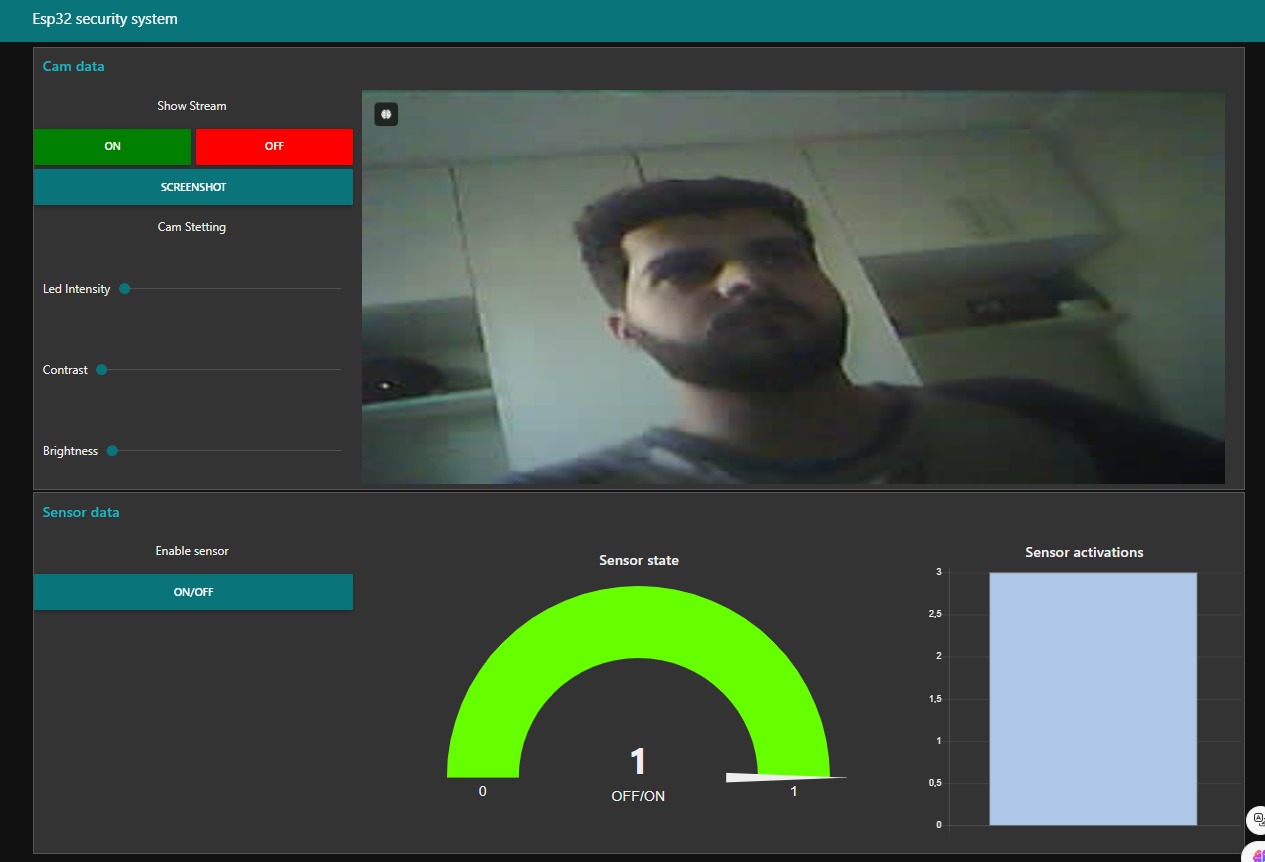 Esp32 security system
Cam data
Show Stream
ON
OFF
SCREENSHOT
Cam Stetting
Led Intensity
Contrast
Brightness
Sensor data
Enable sensor
ON/OFF
Sensor state
1
0
1
OFF/ON
Sensor activations
3
2,5
2
1,5
1
0,5
0